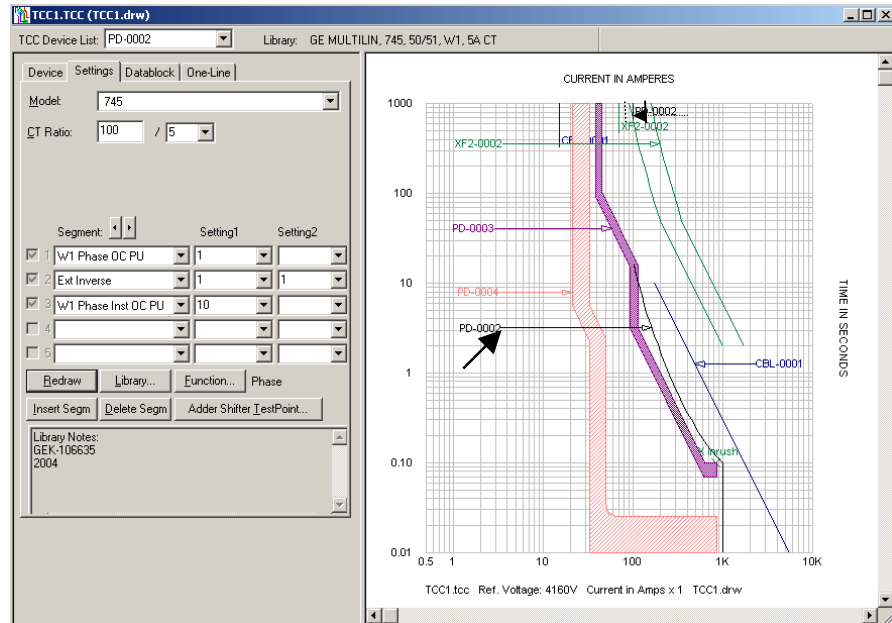 TCC1.TCC (TCC1.drw)
TCC Device List: PD-0002 Library: GE MULTILIN, 745, 50/51, W1, 5A CT
Device Settings Datablock One-Line
Model: 745
CT Ratio: 100 / 5
Segment: Setting1 Setting2
1 W1 Phase OC PU 1
2 Ext Inverse 1 1
3 W1 Phase Inst OC PU 10
4
5
Redraw Library... Function... Phase
Insert Segm Delete Segm Adder Shifter TestPoint...
Library Notes:
GEK-106635
2004
CURRENT IN AMPERES
1000
PD-0002....
XF2-0002
XF2-0002
100
PD-0003
10
PD-0004
PD-0002
TIME IN SECONDS
1
CBL-0001
0.10
0.01
0.5 1 10 100 1K 10K
TCC1.tcc Ref. Voltage: 4160V Current in Amps x 1 TCC1.drw